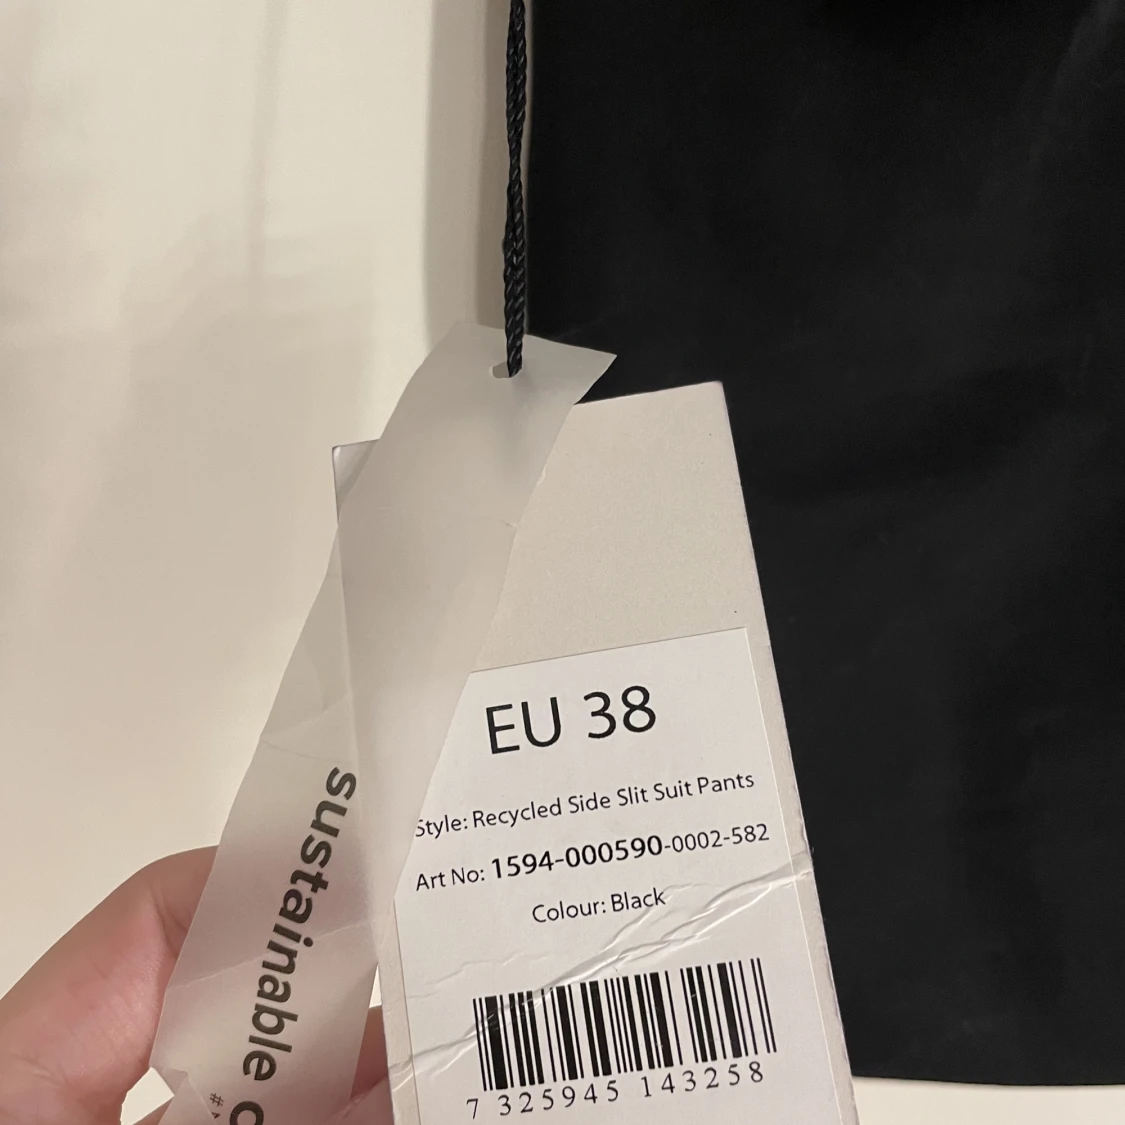 EU 38
Style: Recycled Side Slit Suit Pants
Art No: 1594-000590-0002-582
Colour: Black
7 325945 143258
sustainable